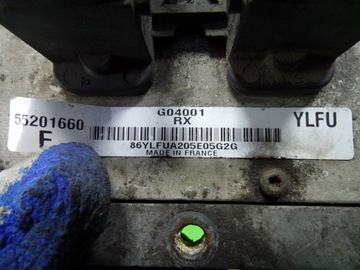 55201660
G04001
RX
YLFU
86YLFUA205E05G2G
MADE IN FRANCE